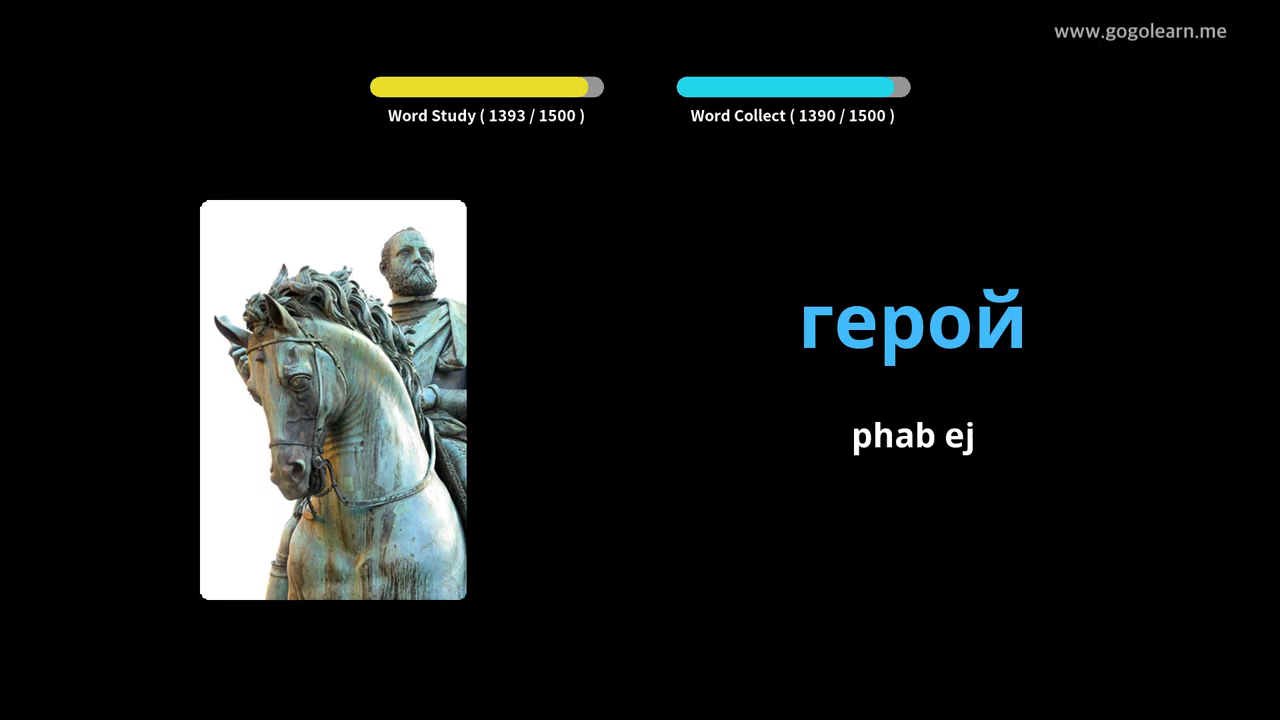 www.gogolearn.me
Word Study ( 1393 / 1500 )
Word Collect ( 1390 / 1500 )
герой
phab ej